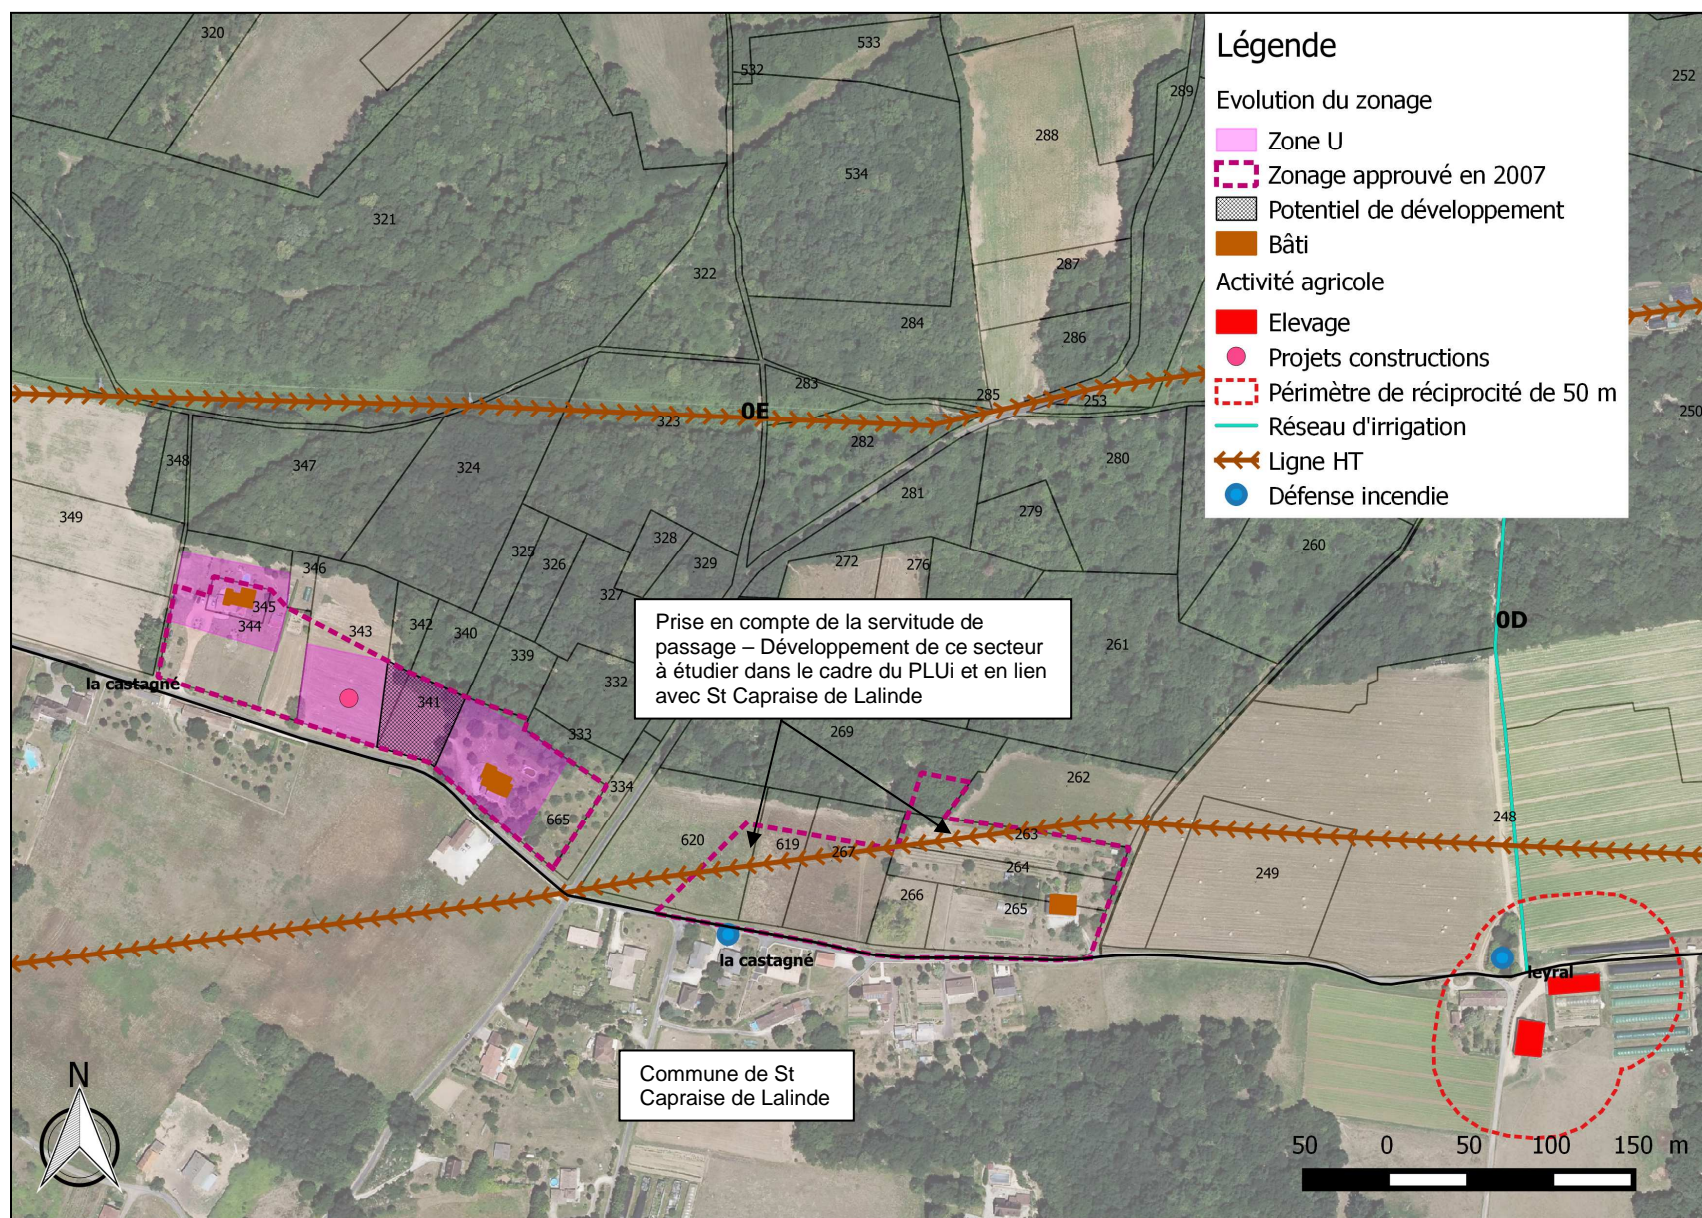 Légende
Evolution du zonage
Zone U
Zonage approuvé en 2007
Potentiel de développement
Bâti
Activité agricole
Elevage
Projets constructions
Périmètre de réciprocité de 50 m
Réseau d'irrigation
Ligne HT
Défense incendie
320
533
532
289
252
288
534
321
287
322
284
286
283
285
253
250
0E
323
282
348
347
324
280
281
279
349
325
328
260
326
329
272
276
346
327
345
344
343
342
340
339
261
0D
332
la castagné
341
333
269
334
262
665
620
619
267
263
248
264
249
266
265
la castagné
leyral
Prise en compte de la servitude de
passage – Développement de ce secteur
à étudier dans le cadre du PLUi et en lien
avec St Capraise de Lalinde
Commune de St
Capraise de Lalinde
N
50 0 50 100 150 m